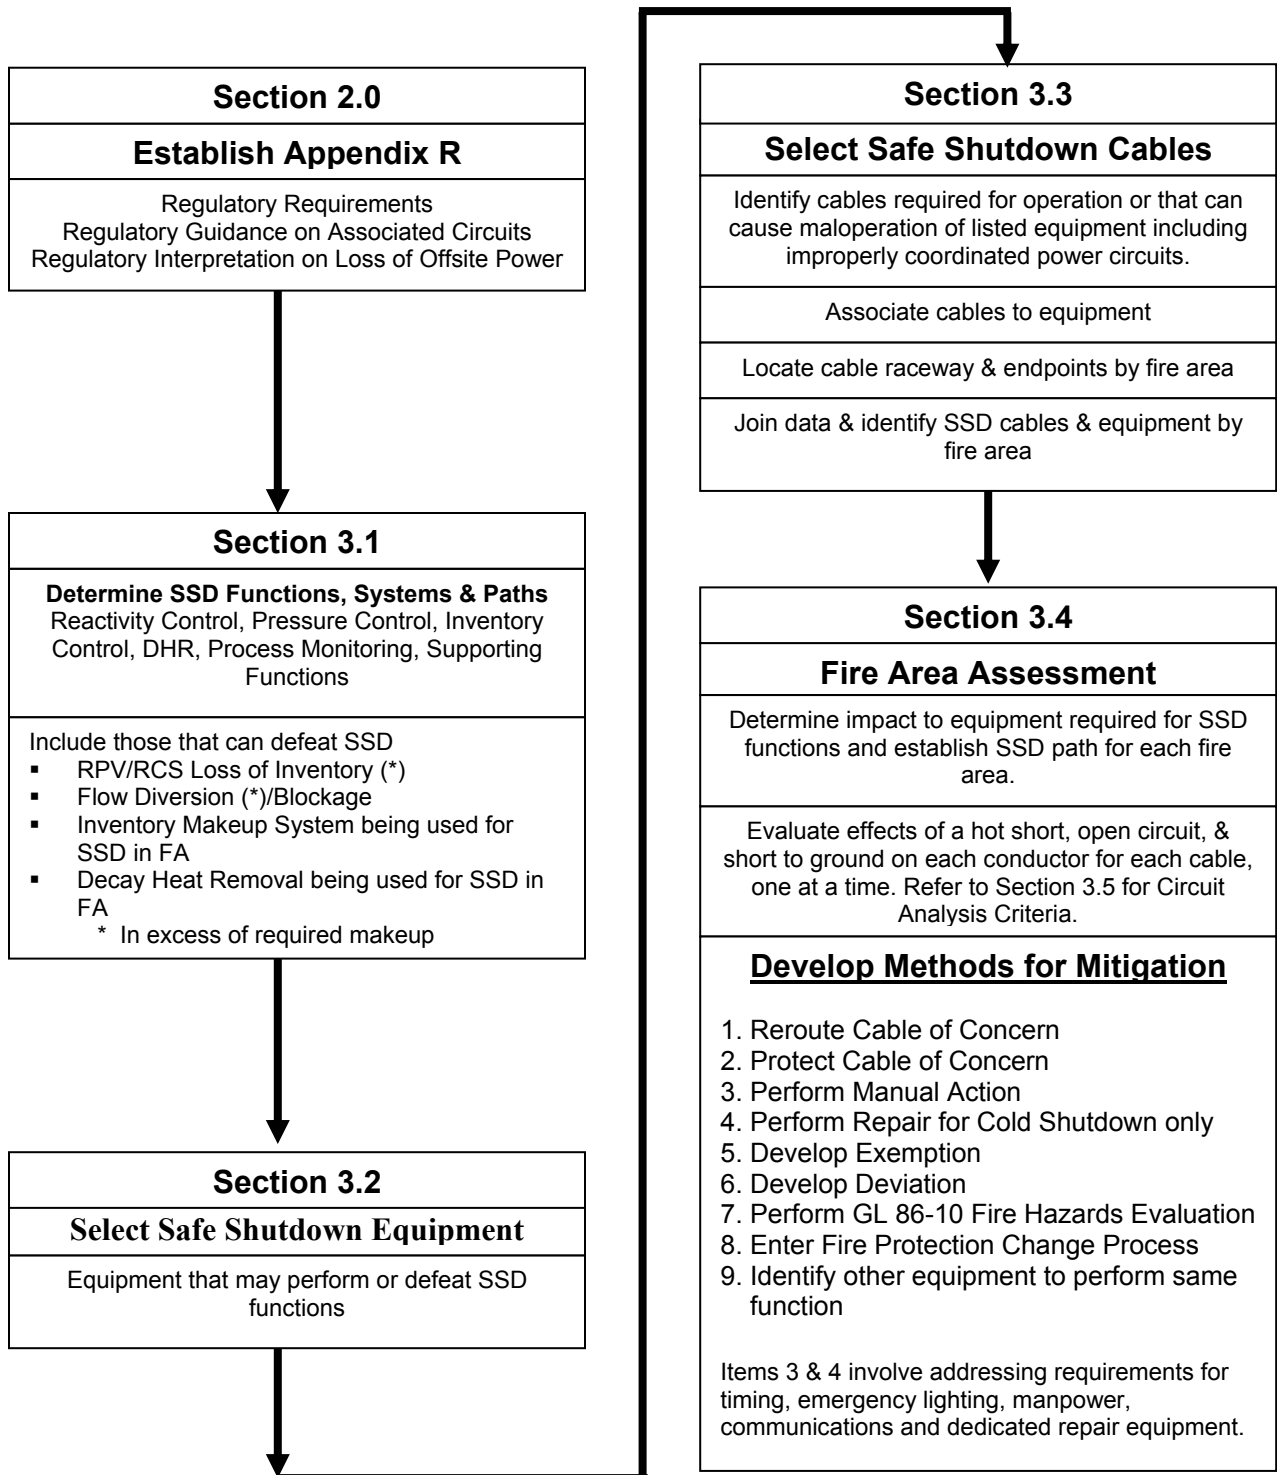 Section 2.0
Establish Appendix R
Regulatory Requirements
Regulatory Guidance on Associated Circuits
Regulatory Interpretation on Loss of Offsite Power
Section 3.1
Determine SSD Functions, Systems & Paths
Reactivity Control, Pressure Control, Inventory
Control, DHR, Process Monitoring, Supporting
Functions
Include those that can defeat SSD
▪ RPV/RCS Loss of Inventory (*)
▪ Flow Diversion (*)/Blockage
▪ Inventory Makeup System being used for
SSD in FA
▪ Decay Heat Removal being used for SSD in
FA
* In excess of required makeup
Section 3.2
Select Safe Shutdown Equipment
Equipment that may perform or defeat SSD
functions
Section 3.3
Select Safe Shutdown Cables
Identify cables required for operation or that can
cause maloperation of listed equipment including
improperly coordinated power circuits.
Associate cables to equipment
Locate cable raceway & endpoints by fire area
Join data & identify SSD cables & equipment by
fire area
Section 3.4
Fire Area Assessment
Determine impact to equipment required for SSD
functions and establish SSD path for each fire
area.
Evaluate effects of a hot short, open circuit, &
short to ground on each conductor for each cable,
one at a time. Refer to Section 3.5 for Circuit
Analysis Criteria.
Develop Methods for Mitigation
1. Reroute Cable of Concern
2. Protect Cable of Concern
3. Perform Manual Action
4. Perform Repair for Cold Shutdown only
5. Develop Exemption
6. Develop Deviation
7. Perform GL 86-10 Fire Hazards Evaluation
8. Enter Fire Protection Change Process
9. Identify other equipment to perform same
function
Items 3 & 4 involve addressing requirements for
timing, emergency lighting, manpower,
communications and dedicated repair equipment.